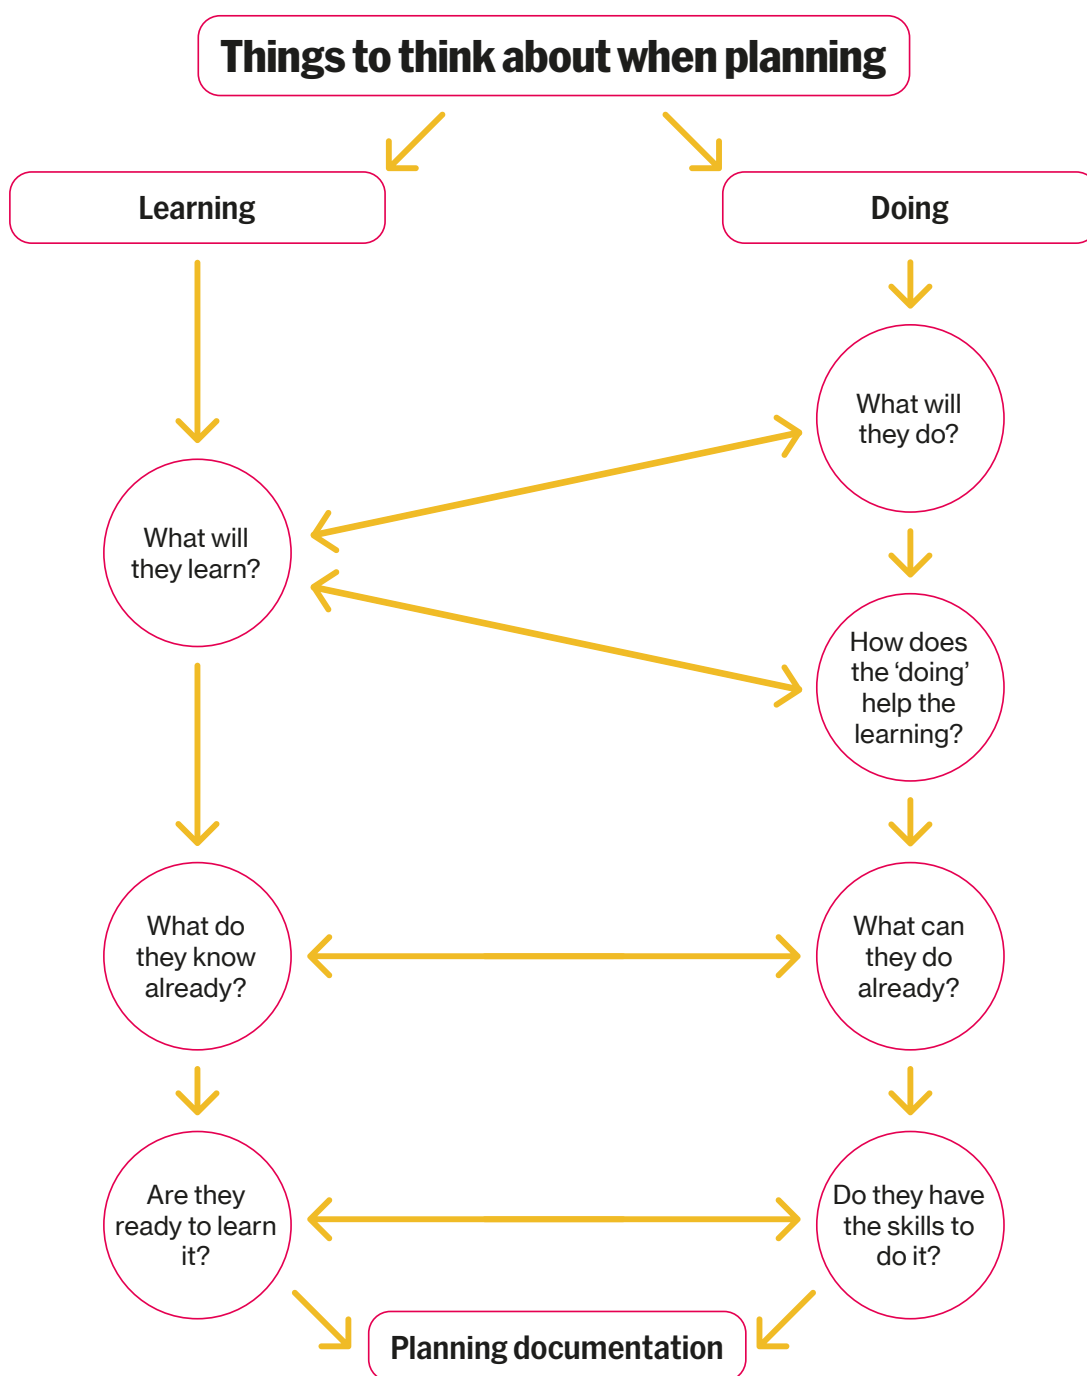 Things to think about when planning
Learning
Doing
What will
they do?
What will
they learn?
How does
the ‘doing’
help the
learning?
What do
they know
already?
What can
they do
already?
Are they
ready to learn
it?
Do they have
the skills to
do it?
Planning documentation